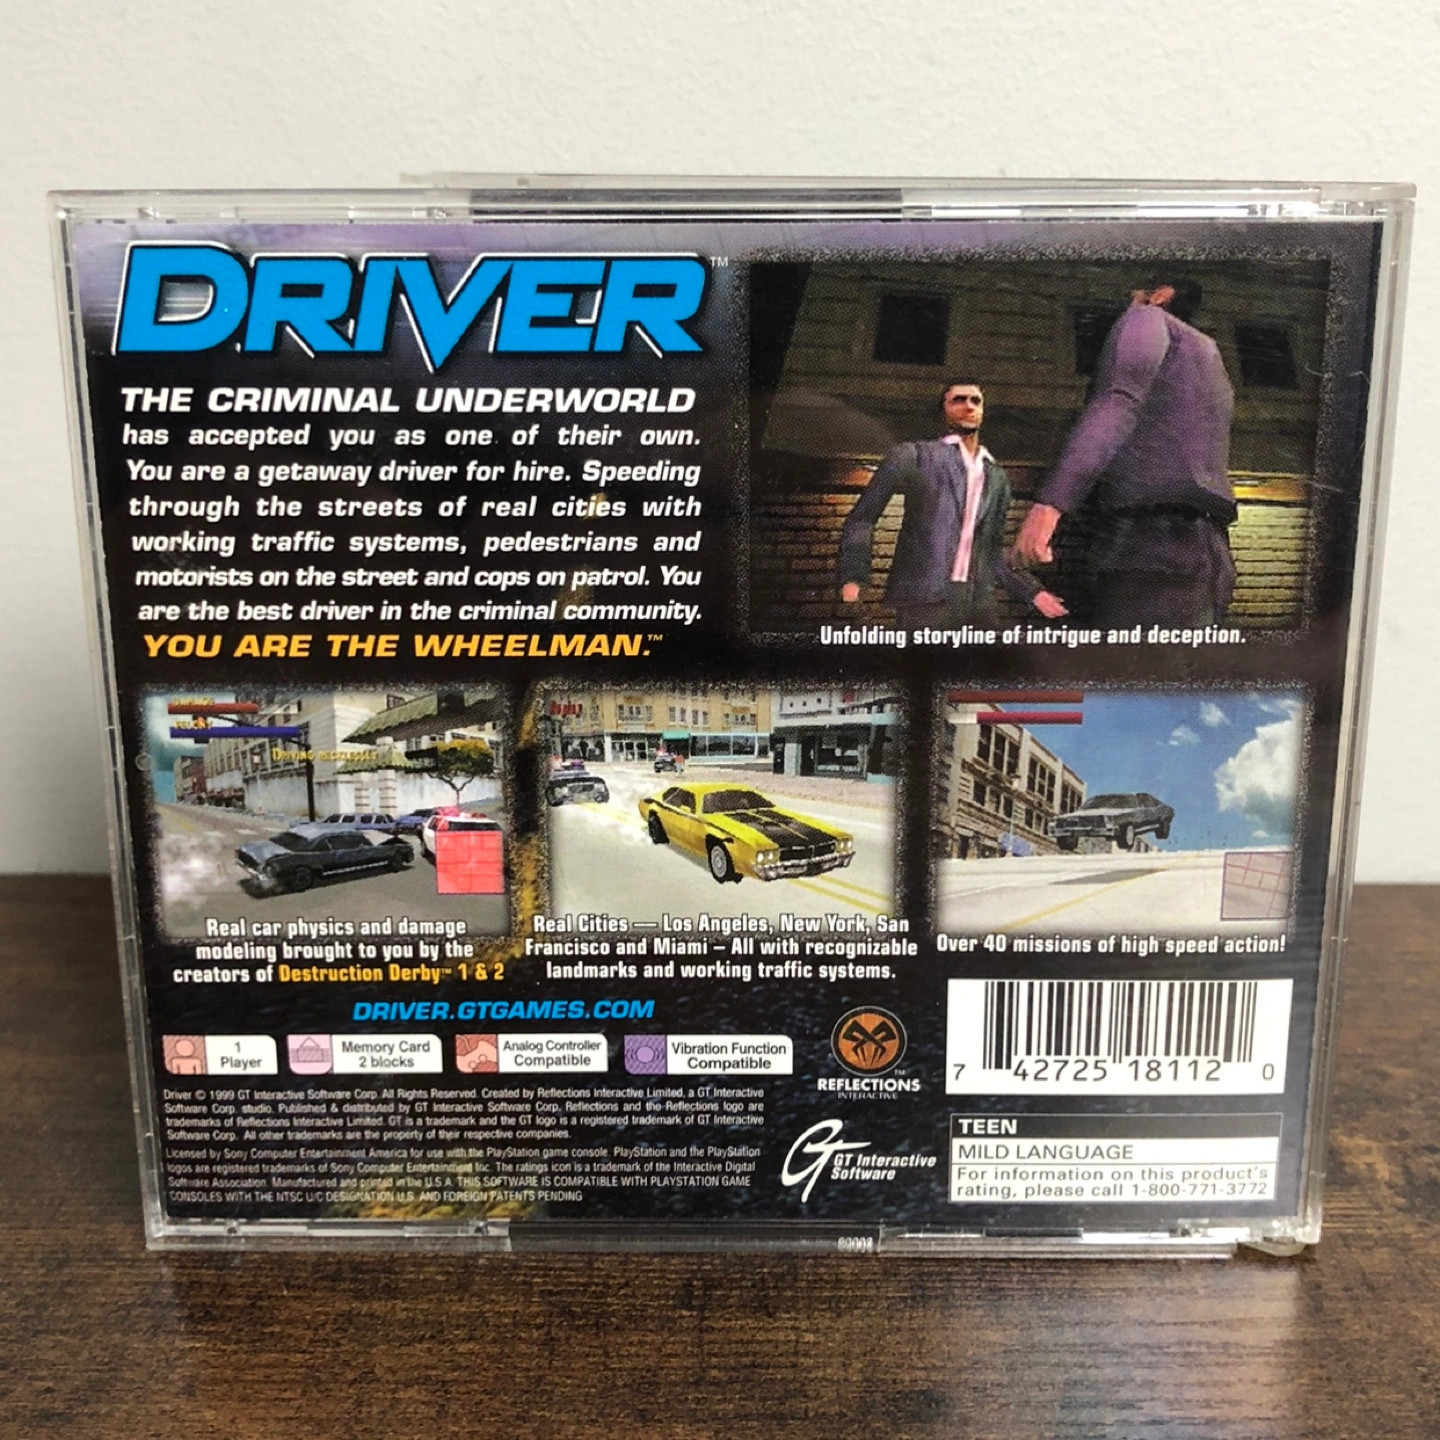 DRIVER™
THE CRIMINAL UNDERWORLD
has accepted you as one of their own.
You are a getaway driver for hire. Speeding
through the streets of real cities with
working traffic systems, pedestrians and
motorists on the street and cops on patrol. You
are the best driver in the criminal community.
YOU ARE THE WHEELMAN.™
Unfolding storyline of intrigue and deception.
DAMAGE
FELONY
DRIVING RECKLESSLY
Real car physics and damage
modeling brought to you by the
creators of Destruction Derby™ 1 & 2
Real Cities — Los Angeles, New York, San
Francisco and Miami – All with recognizable
landmarks and working traffic systems.
Over 40 missions of high speed action!
DRIVER.GTGAMES.COM
1
Player
Memory Card
2 blocks
Analog Controller
Compatible
Vibration Function
Compatible
Driver © 1999 GT Interactive Software Corp. All Rights Reserved. Created by Reflections Interactive Limited, a GT Interactive
Software Corp. studio. Published & distributed by GT Interactive Software Corp. Reflections and the Reflections logo are
trademarks of Reflections Interactive Limited. GT is a trademark and the GT logo is a registered trademark of GT Interactive
Software Corp. All other trademarks are the property of their respective companies.
Licensed by Sony Computer Entertainment America for use with the PlayStation game console. PlayStation and the PlayStation
logos are registered trademarks of Sony Computer Entertainment Inc. The ratings icon is a trademark of the Interactive Digital
Software Association. Manufactured and printed in the U.S.A. THIS SOFTWARE IS COMPATIBLE WITH PLAYSTATION GAME
CONSOLES WITH THE NTSC U/C DESIGNATION U.S. AND FOREIGN PATENTS PENDING
™
REFLECTIONS
INTERACTIVE
GT Interactive
Software
7 42725 18112 0
TEEN
MILD LANGUAGE
For information on this product's
rating, please call 1-800-771-3772